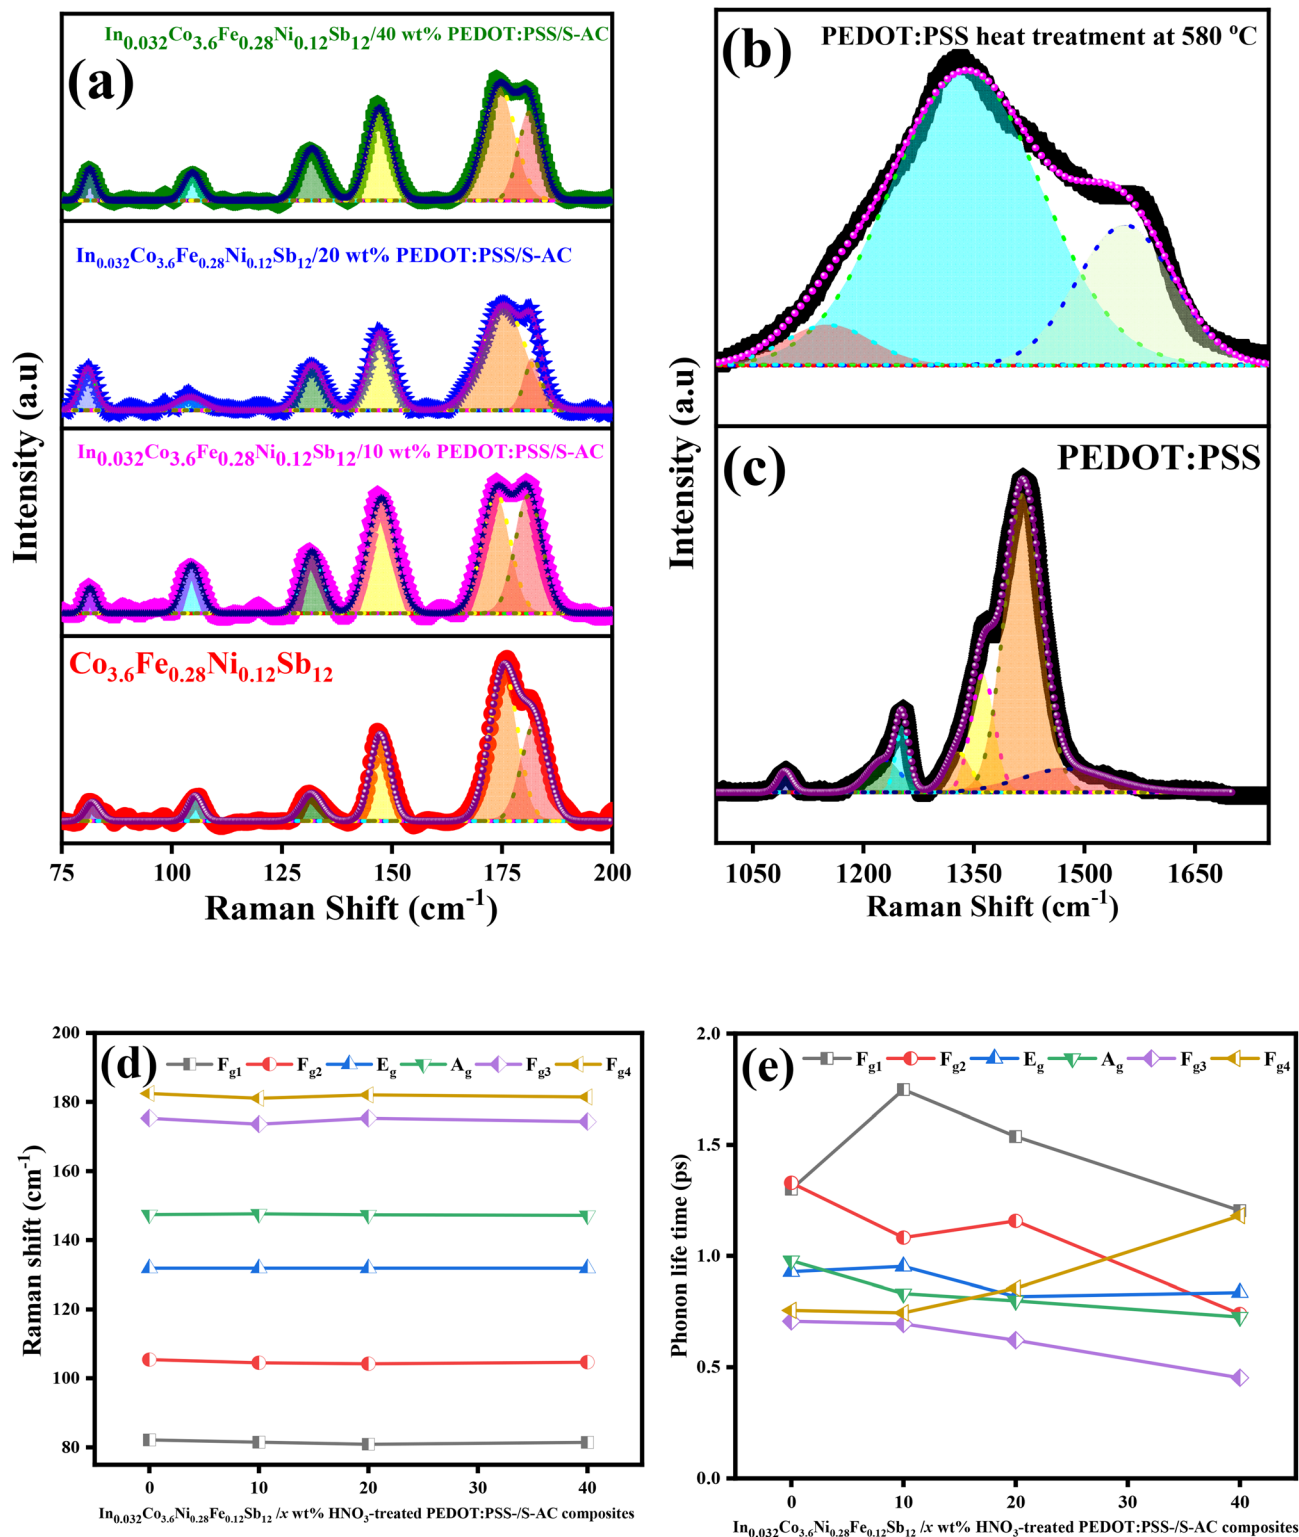 In0.032Co3.6Fe0.28Ni0.12Sb12/40 wt% PEDOT:PSS/S-AC
(a)
In0.032Co3.6Fe0.28Ni0.12Sb12/20 wt% PEDOT:PSS/S-AC
In0.032Co3.6Fe0.28Ni0.12Sb12/10 wt% PEDOT:PSS/S-AC
Co3.6Fe0.28Ni0.12Sb12
Intensity (a.u)
75 100 125 150 175 200
Raman Shift (cm-1)
(b)
PEDOT:PSS heat treatment at 580 °C
(c)
PEDOT:PSS
Intensity (a.u)
1050 1200 1350 1500 1650
Raman Shift (cm-1)
(d)
Fg1 Fg2 Eg Ag Fg3 Fg4
Raman shift (cm-1)
200
180
160
140
120
100
80
0 10 20 30 40
In0.032Co3.6Ni0.28Fe0.12Sb12 /x wt% HNO3-treated PEDOT:PSS-/S-AC composites
(e)
Fg1 Fg2 Eg Ag Fg3 Fg4
Phonon life time (ps)
2.0
1.5
1.0
0.5
0.0
0 10 20 30 40
In0.032Co3.6Ni0.28Fe0.12Sb12 /x wt% HNO3-treated PEDOT:PSS-/S-AC composites